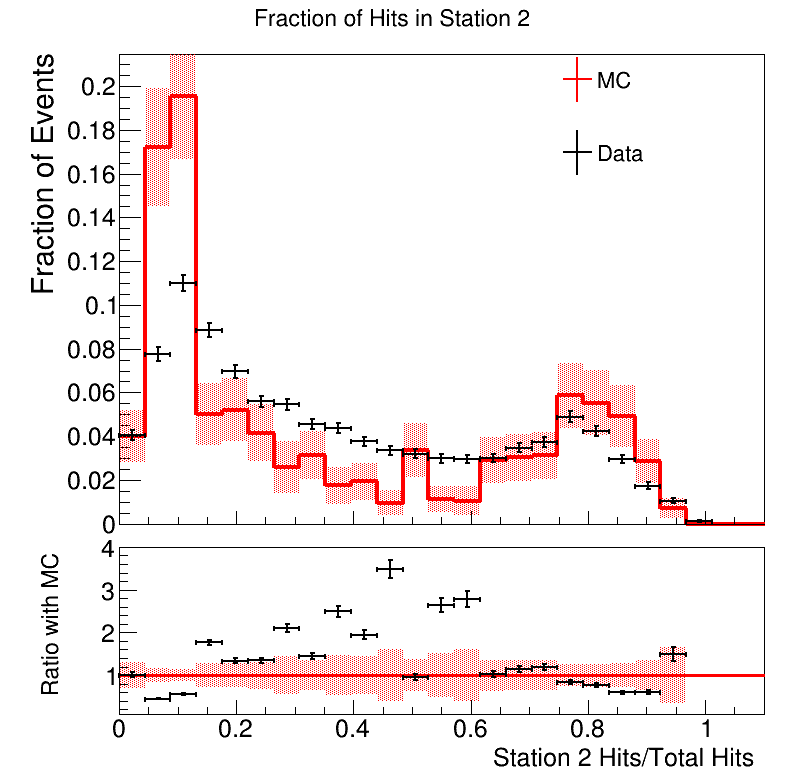 Fraction of Hits in Station 2
Fraction of Events
0.2
0.18
0.16
0.14
0.12
0.1
0.08
0.06
0.04
0.02
0
MC
Data
Ratio with MC
4
3
2
1
0 0.2 0.4 0.6 0.8 1
Station 2 Hits/Total Hits